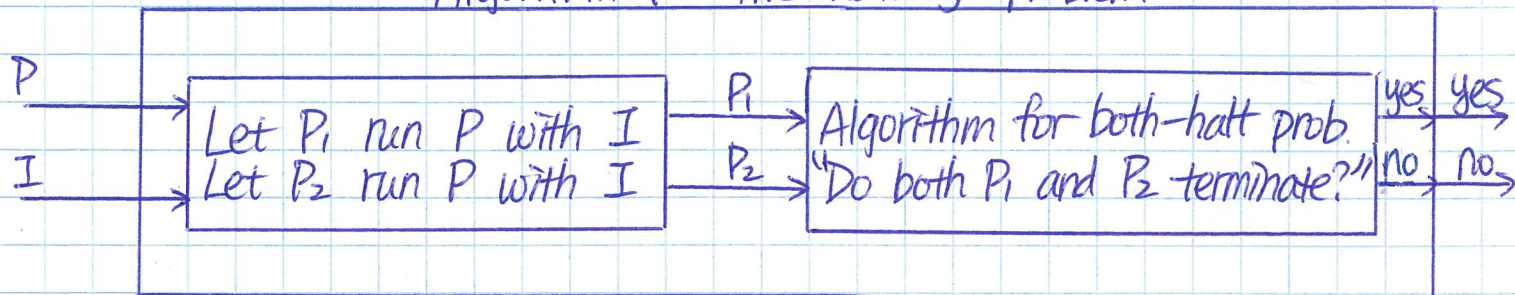 P
I
Let P₁ run P with I
Let P₂ run P with I
P₁
P₂
Algorithm for both-halt prob.
"Do both P₁ and P₂ terminate?"
yes
no
yes
no